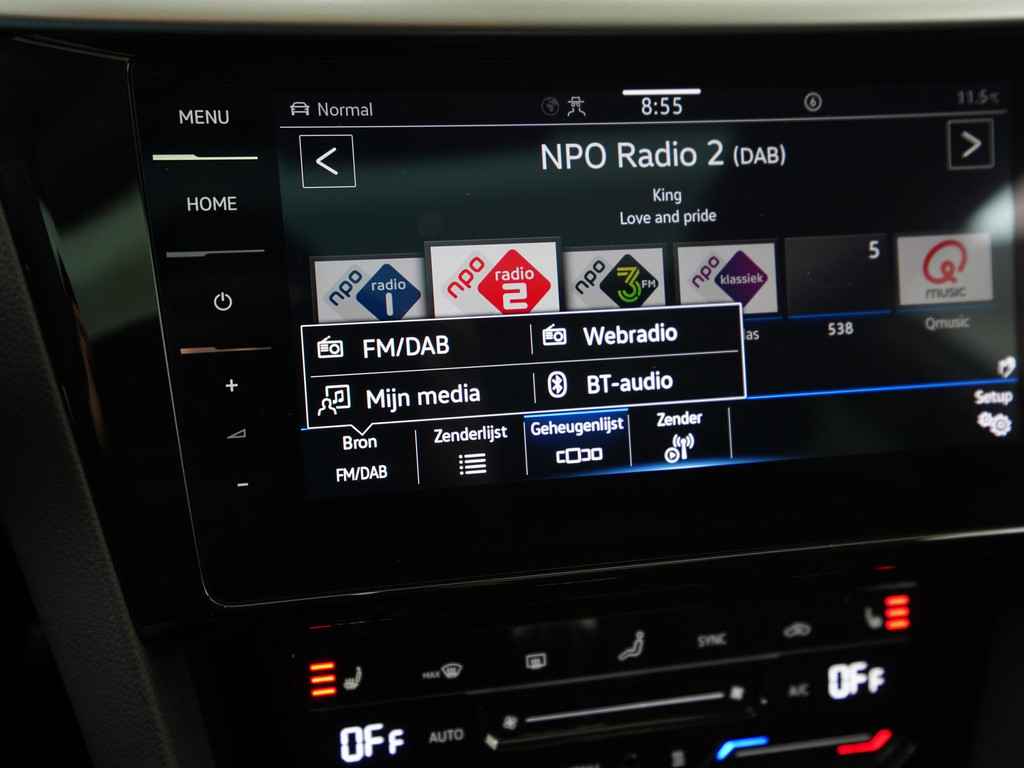 MENU
HOME
+
-
Normal
8:55
11.5°C
NPO Radio 2 (DAB)
King
Love and pride
npo radio 1
npo radio 2
npo 3FM
npo klassiek
5
538
Q music
Qmusic
FM/DAB
Webradio
Mijn media
BT-audio
Bron
FM/DAB
Zenderlijst
Geheugenlijst
Zender
Setup
MAX
SYNC
OFF
AUTO
A/C
OFF